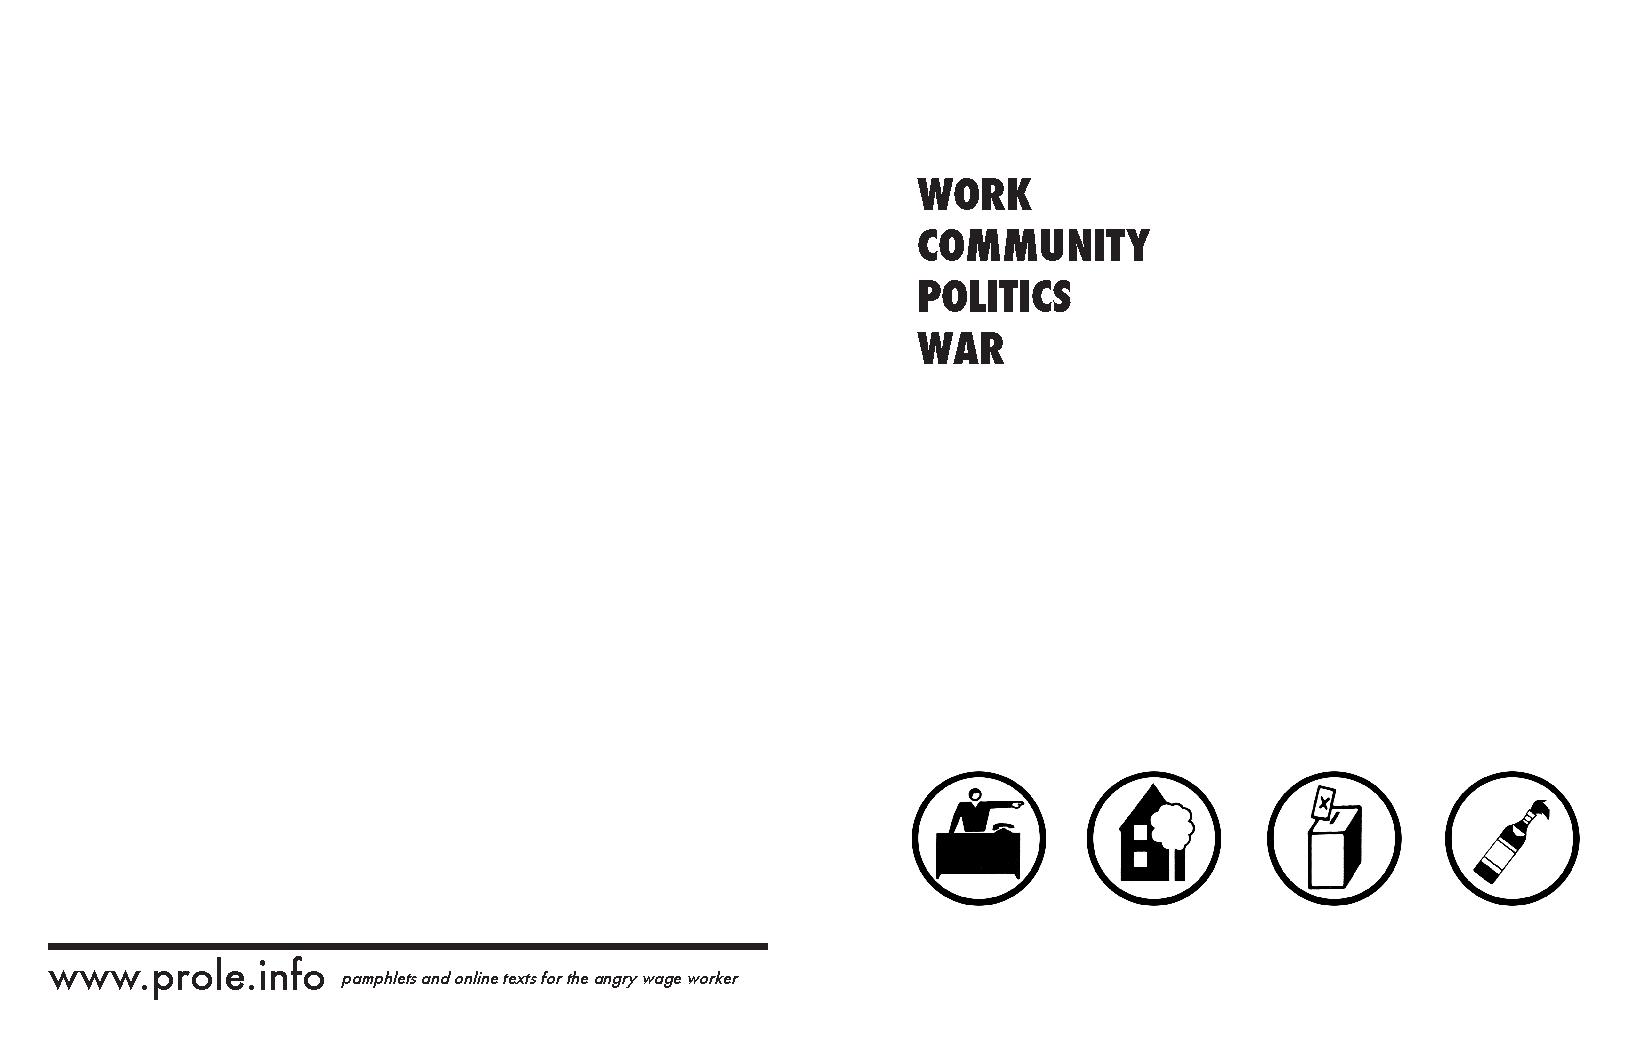 WORK
COMMUNITY
POLITICS
WAR
X
www.prole.info pamphlets and online texts for the angry wage worker